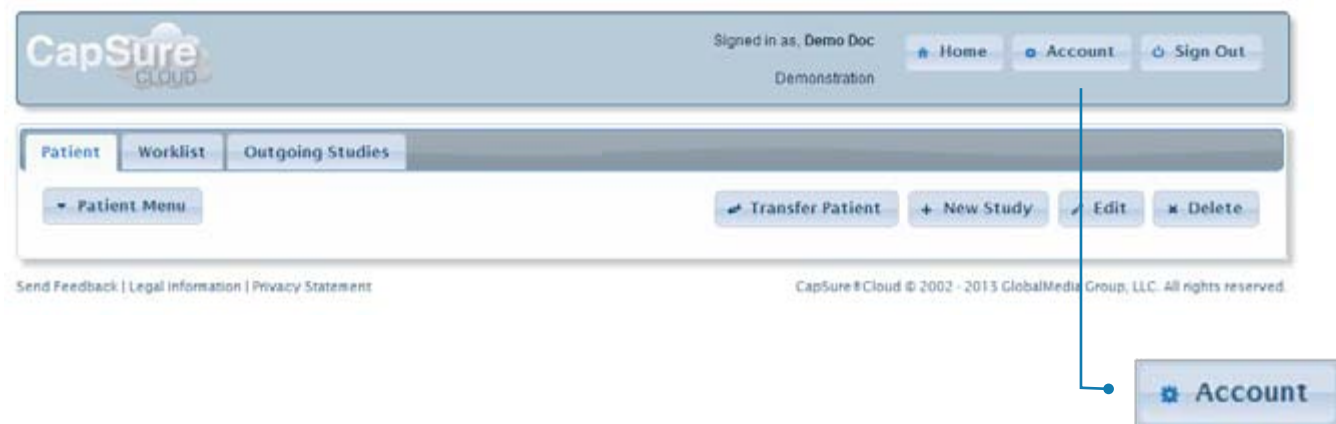 CapSure
CLOUD
Signed in as, Demo Doc
Demonstration
Home
Account
Sign Out
Patient
Worklist
Outgoing Studies
Patient Menu
Transfer Patient
+ New Study
Edit
Delete
Send Feedback | Legal Information | Privacy Statement
CapSure®Cloud © 2002 - 2013 GlobalMedia Group, LLC. All rights reserved.
Account